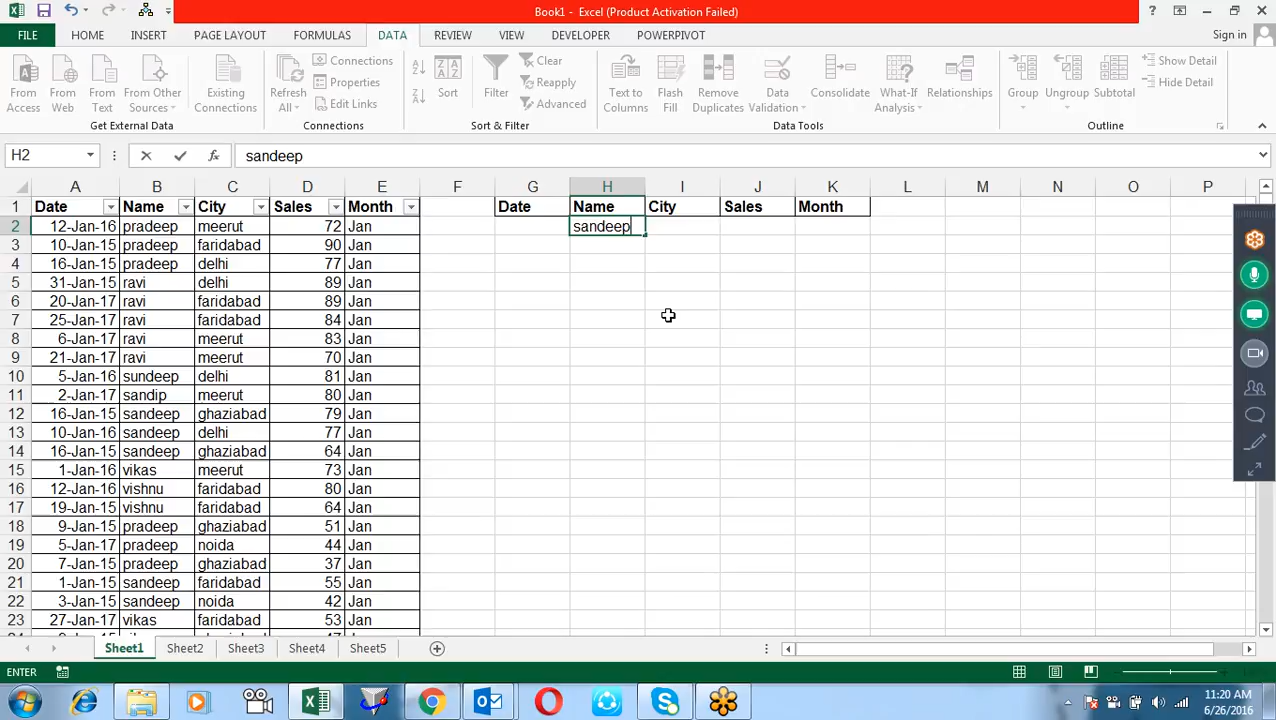 Book1 - Excel (Product Activation Failed)
FILE HOME INSERT PAGE LAYOUT FORMULAS DATA REVIEW VIEW DEVELOPER POWERPIVOT Sign in
From Access From Web From Text From Other Sources Existing Connections Refresh All Connections Properties Edit Links Sort Filter Clear Reapply Advanced Text to Columns Flash Fill Remove Duplicates Data Validation Consolidate What-If Analysis Relationships Group Ungroup Subtotal Show Detail Hide Detail
Get External Data Connections Sort & Filter Data Tools Outline
H2 fx sandeep
A B C D E F G H I J K L M N O P
1 Date Name City Sales Month Date Name City Sales Month
2 12-Jan-16 pradeep meerut 72 Jan sandeep
3 10-Jan-15 pradeep faridabad 90 Jan
4 16-Jan-15 pradeep delhi 77 Jan
5 31-Jan-15 ravi delhi 89 Jan
6 20-Jan-17 ravi faridabad 89 Jan
7 25-Jan-17 ravi faridabad 84 Jan
8 6-Jan-17 ravi meerut 83 Jan
9 21-Jan-17 ravi meerut 70 Jan
10 5-Jan-16 sundeep delhi 81 Jan
11 2-Jan-17 sandip meerut 80 Jan
12 16-Jan-15 sandeep ghaziabad 79 Jan
13 10-Jan-16 sandeep delhi 77 Jan
14 16-Jan-15 sandeep ghaziabad 64 Jan
15 1-Jan-16 vikas meerut 73 Jan
16 12-Jan-16 vishnu faridabad 80 Jan
17 19-Jan-15 vishnu faridabad 64 Jan
18 9-Jan-15 pradeep ghaziabad 51 Jan
19 5-Jan-17 pradeep noida 44 Jan
20 7-Jan-15 pradeep ghaziabad 37 Jan
21 1-Jan-15 sandeep faridabad 55 Jan
22 3-Jan-15 sandeep noida 42 Jan
23 27-Jan-17 vikas faridabad 53 Jan
Sheet1 Sheet2 Sheet3 Sheet4 Sheet5
ENTER
11:20 AM
6/26/2016